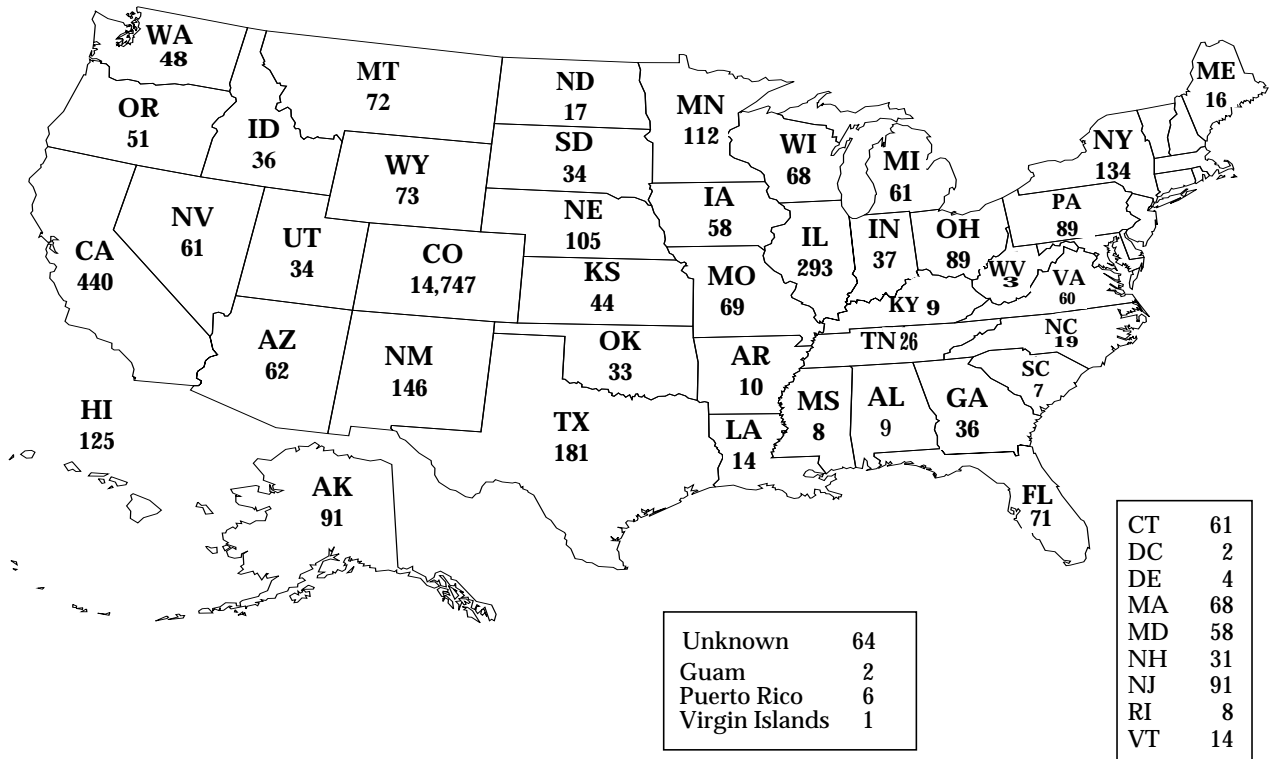 WA
48
MT
72
ND
17
MN
112
ME
16
OR
51
ID
36
SD
34
WI
68
MI
61
NY
134
WY
73
IA
58
NE
105
PA
89
NV
61
UT
34
CO
14,747
CA
440
IL
293
IN
37
OH
89
WV
3
VA
60
KS
44
MO
69
KY 9
NC
19
TN 26
AZ
62
NM
146
OK
33
AR
10
SC
7
MS
8
AL
9
GA
36
HI
125
TX
181
LA
14
AK
91
FL
71
Unknown 64
Guam 2
Puerto Rico 6
Virgin Islands 1
CT 61
DC 2
DE 4
MA 68
MD 58
NH 31
NJ 91
RI 8
VT 14